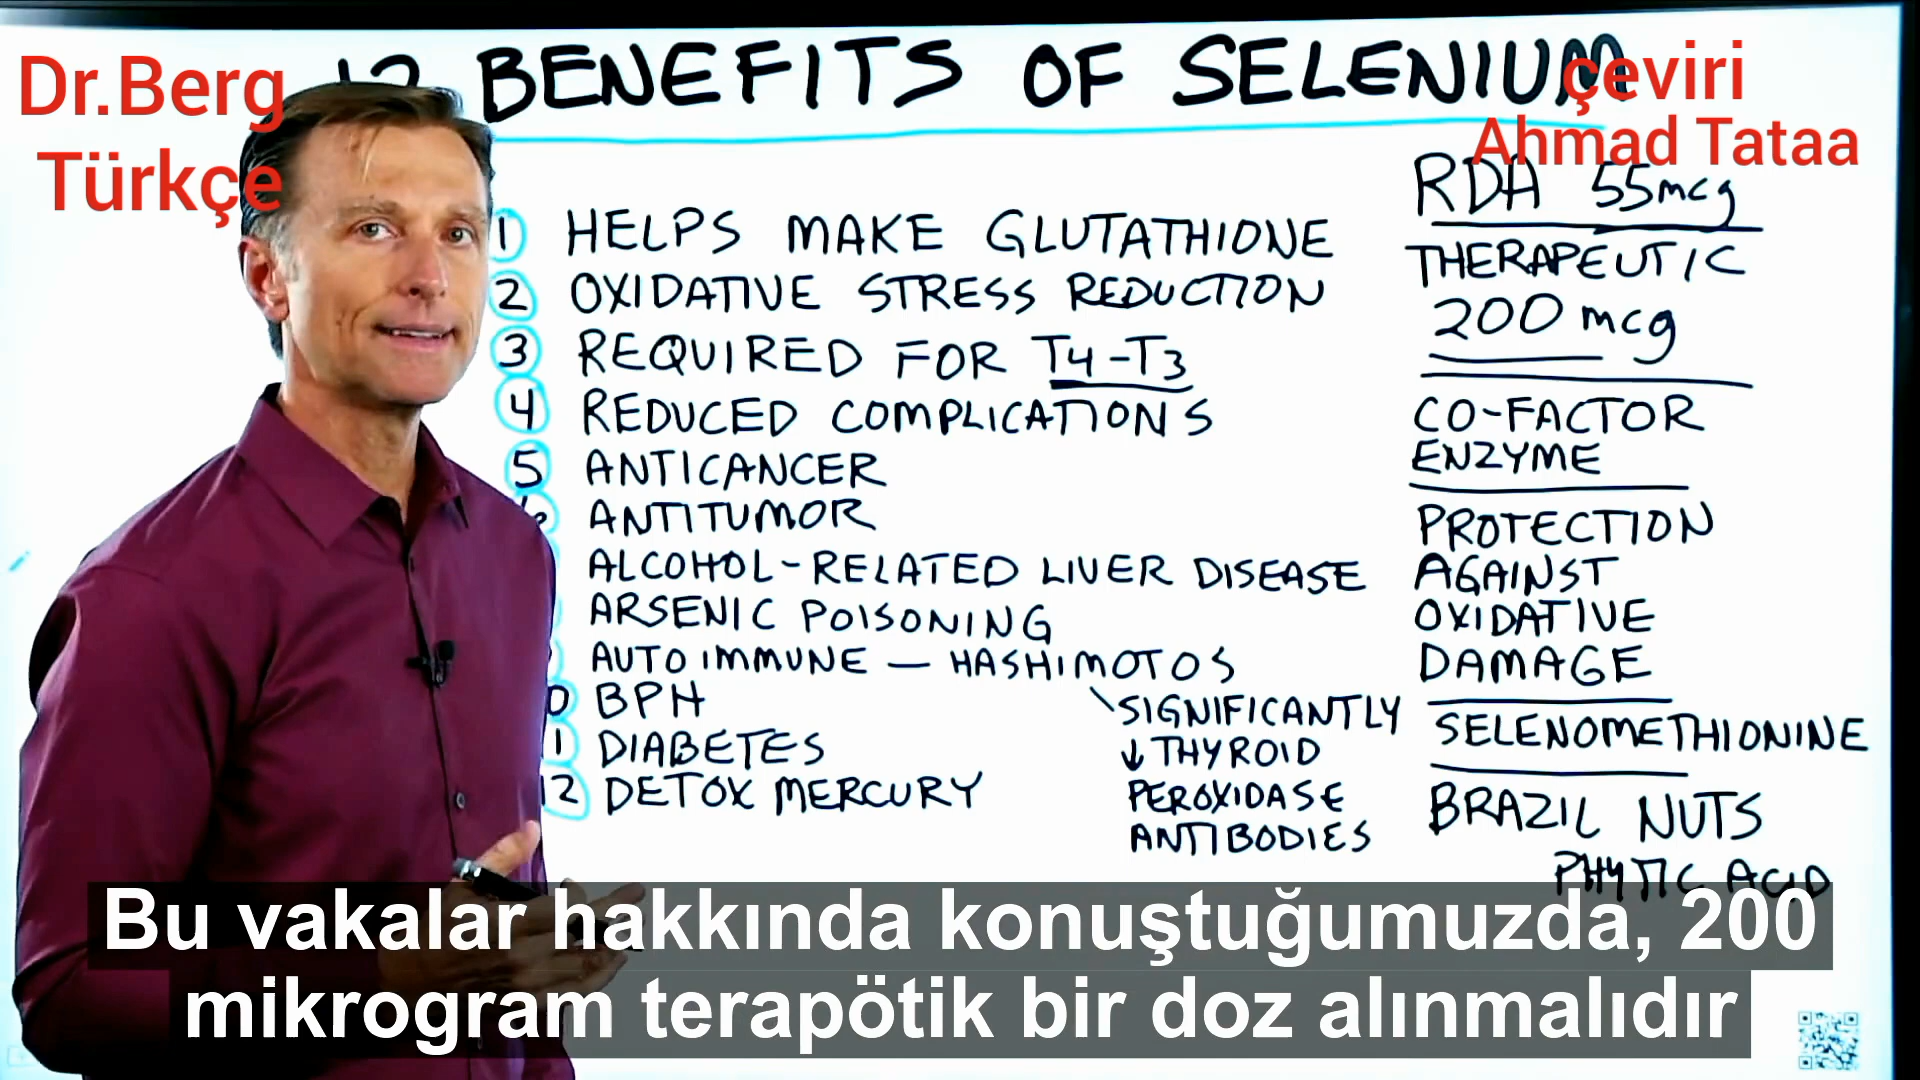 Dr.Berg
Türkçe
çeviri
Ahmad Tataa
12 BENEFITS OF SELENIUM
1 HELPS MAKE GLUTATHIONE
2 OXIDATIVE STRESS REDUCTION
3 REQUIRED FOR T4-T3
4 REDUCED COMPLICATIONS
5 ANTICANCER
6 ANTITUMOR
ALCOHOL-RELATED LIVER DISEASE
ARSENIC POISONING
AUTOIMMUNE — HASHIMOTOS
SIGNIFICANTLY
↓ THYROID
PEROXIDASE
ANTIBODIES
0 BPH
1 DIABETES
12 DETOX MERCURY
RDA 55mcg
THERAPEUTIC
200 mcg
CO-FACTOR
ENZYME
PROTECTION
AGAINST
OXIDATIVE
DAMAGE
SELENOMETHIONINE
BRAZIL NUTS
PHYTIC ACID
Bu vakalar hakkında konuştuğumuzda, 200
mikrogram terapötik bir doz alınmalıdır